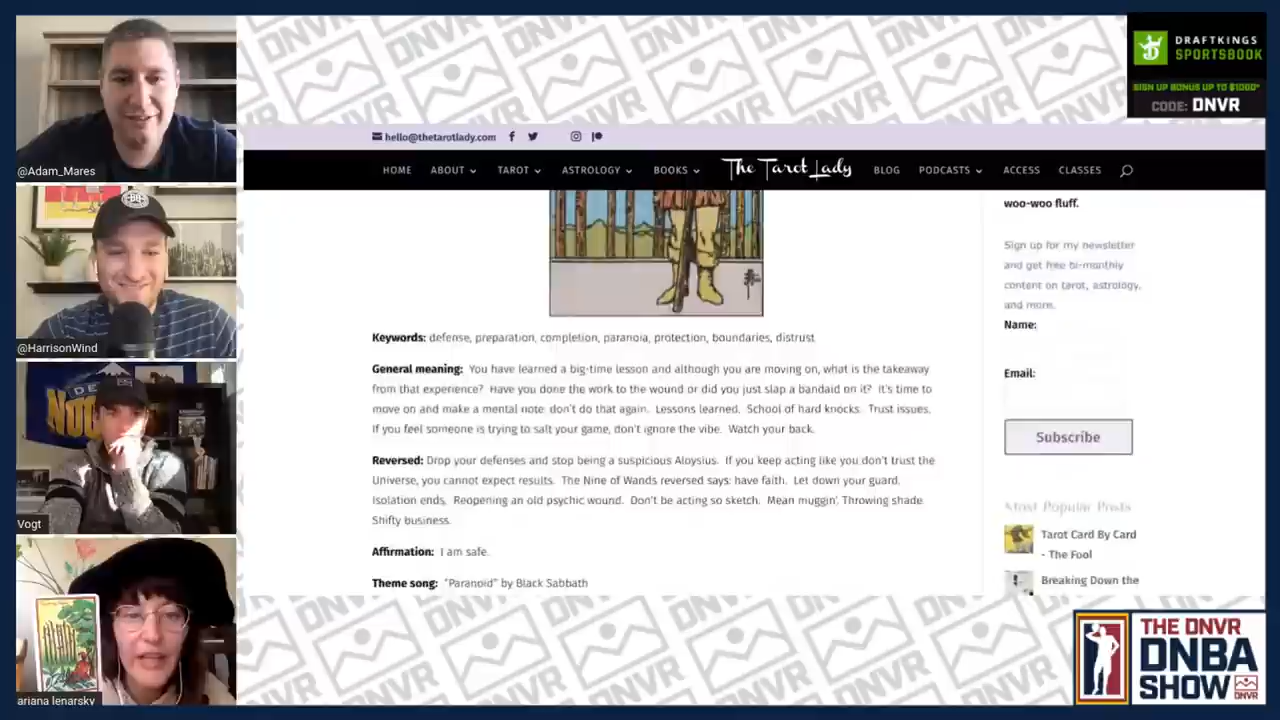 @Adam_Mares
@HarrisonWind
Vogt
ariana lenarsky
DRAFTKINGS
SPORTSBOOK
SIGN UP BONUS UP TO $1000*
CODE: DNVR
hello@thetarotlady.com
HOME ABOUT TAROT ASTROLOGY BOOKS The Tarot Lady BLOG PODCASTS ACCESS CLASSES
Keywords: defense, preparation, completion, paranoia, protection, boundaries, distrust
General meaning: You have learned a big-time lesson and although you are moving on, what is the takeaway
from that experience? Have you done the work to the wound or did you just slap a bandaid on it? It's time to
move on and make a mental note: don't do that again. Lessons learned. School of hard knocks. Trust issues.
If you feel someone is trying to salt your game, don't ignore the vibe. Watch your back.
Reversed: Drop your defenses and stop being a suspicious Aloysius. If you keep acting like you don't trust the
Universe, you cannot expect results. The Nine of Wands reversed says: have faith. Let down your guard.
Isolation ends. Reopening an old psychic wound. Don't be acting so sketch. Mean muggin'. Throwing shade.
Shifty business.
Affirmation: I am safe.
Theme song: "Paranoid" by Black Sabbath
woo-woo fluff.
Sign up for my newsletter
and get free bi-monthly
content on tarot, astrology,
and more.
Name:
Email:
Subscribe
Most Popular Posts
Tarot Card By Card
- The Fool
Breaking Down the
THE DNVR
DNBA
SHOW
DNVR